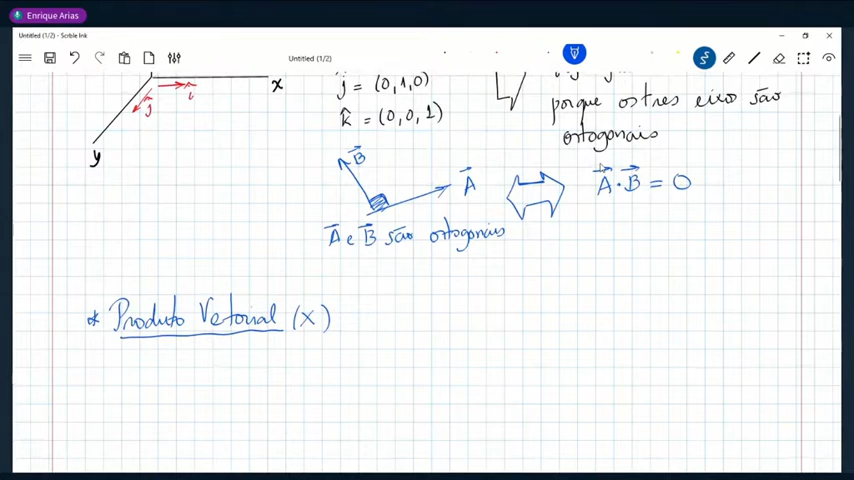 Enrique Arias
Untitled (1/2) - Scrible Ink
Untitled (1/2)
x
ĵ = (0,1,0)
î
ĵ
porque os tres eixo são
k̂ = (0,0,1)
ortogonais
y
B⃗
A⃗
A⃗ · B⃗ = 0
A⃗ e B⃗ são ortogonais
* Produto Vetorial (×)